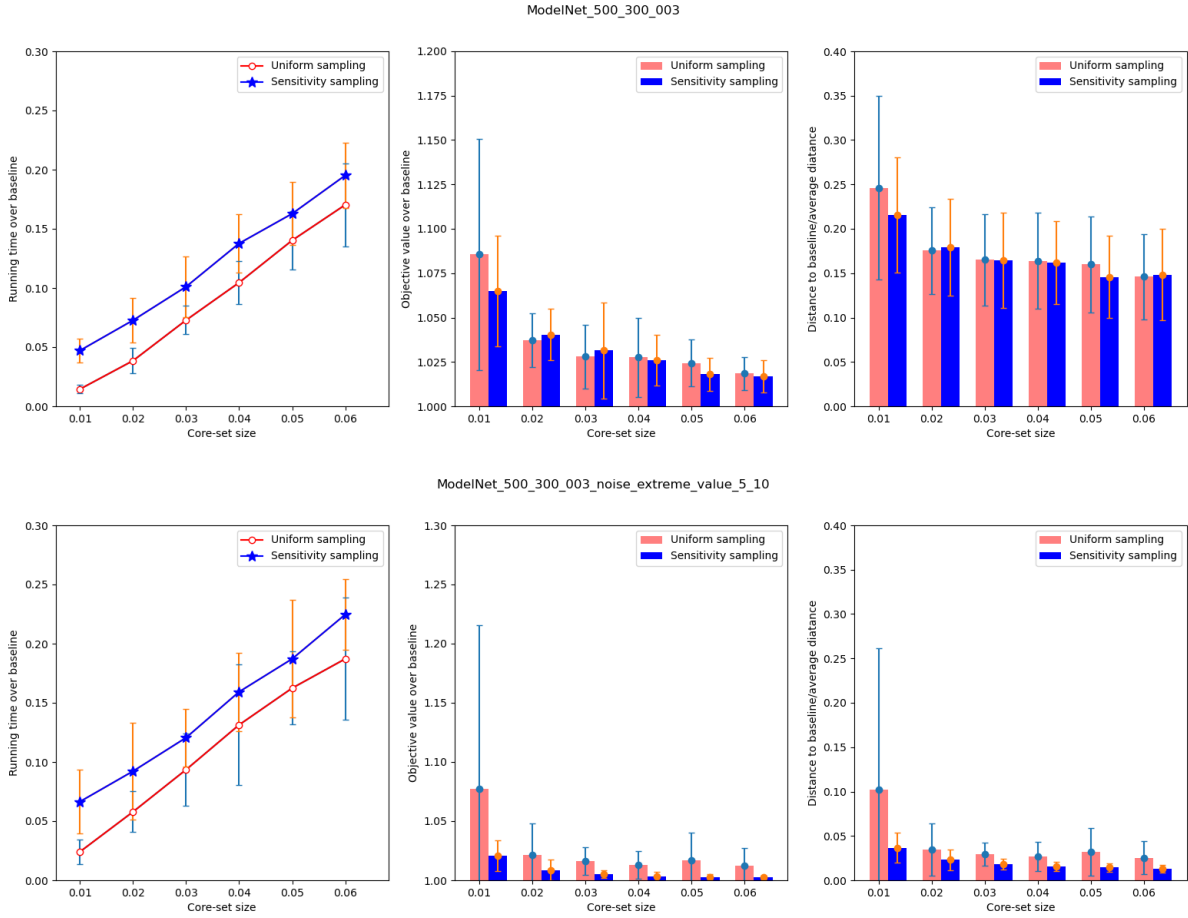 ModelNet_500_300_003
0.30
0.25
0.20
0.15
0.10
0.05
0.00
Running time over baseline
Uniform sampling
Sensitivity sampling
0.01 0.02 0.03 0.04 0.05 0.06
Core-set size
1.200
1.175
1.150
1.125
1.100
1.075
1.050
1.025
1.000
Objective value over baseline
Uniform sampling
Sensitivity sampling
0.01 0.02 0.03 0.04 0.05 0.06
Core-set size
0.40
0.35
0.30
0.25
0.20
0.15
0.10
0.05
0.00
Distance to baseline/average diatance
Uniform sampling
Sensitivity sampling
0.01 0.02 0.03 0.04 0.05 0.06
Core-set size
ModelNet_500_300_003_noise_extreme_value_5_10
0.30
0.25
0.20
0.15
0.10
0.05
0.00
Running time over baseline
Uniform sampling
Sensitivity sampling
0.01 0.02 0.03 0.04 0.05 0.06
Core-set size
1.30
1.25
1.20
1.15
1.10
1.05
1.00
Objective value over baseline
Uniform sampling
Sensitivity sampling
0.01 0.02 0.03 0.04 0.05 0.06
Core-set size
0.40
0.35
0.30
0.25
0.20
0.15
0.10
0.05
0.00
Distance to baseline/average diatance
Uniform sampling
Sensitivity sampling
0.01 0.02 0.03 0.04 0.05 0.06
Core-set size